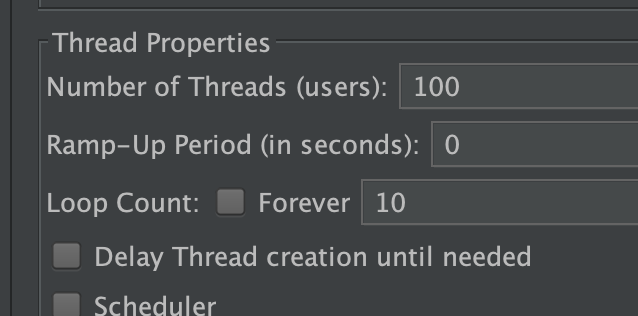 Thread Properties
Number of Threads (users): 100
Ramp-Up Period (in seconds): 0
Loop Count: Forever 10
Delay Thread creation until needed
Scheduler